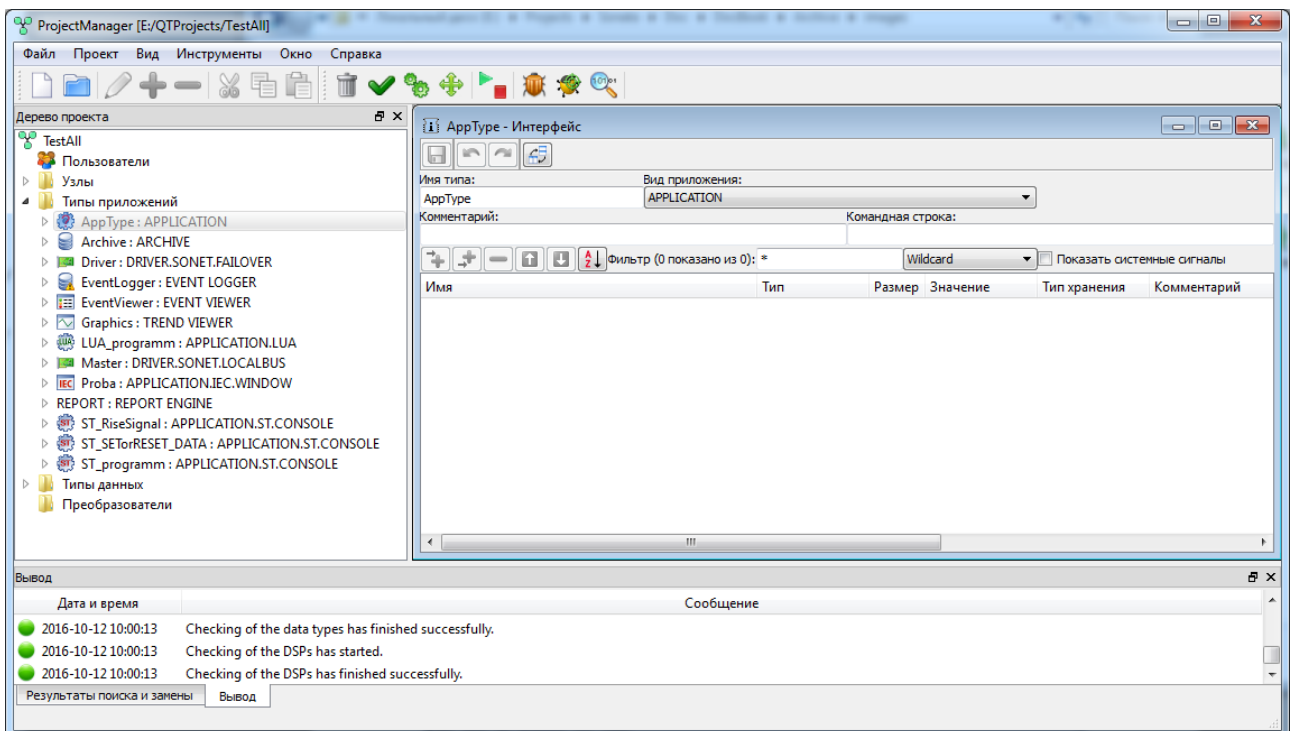 ProjectManager [E:/QTProjects/TestAll]
Файл Проект Вид Инструменты Окно Справка
Дерево проекта
TestAll
Пользователи
Узлы
Типы приложений
AppType : APPLICATION
Archive : ARCHIVE
Driver : DRIVER.SONET.FAILOVER
EventLogger : EVENT LOGGER
EventViewer : EVENT VIEWER
Graphics : TREND VIEWER
LUA_programm : APPLICATION.LUA
Master : DRIVER.SONET.LOCALBUS
IEC Proba : APPLICATION.IEC.WINDOW
REPORT : REPORT ENGINE
ST ST_RiseSignal : APPLICATION.ST.CONSOLE
ST ST_SETorRESET_DATA : APPLICATION.ST.CONSOLE
ST ST_programm : APPLICATION.ST.CONSOLE
Типы данных
Преобразователи
AppType - Интерфейс
Имя типа: Вид приложения:
AppType APPLICATION
Комментарий: Командная строка:
Фильтр (0 показано из 0): * Wildcard Показать системные сигналы
Имя Тип Размер Значение Тип хранения Комментарий
Вывод
Дата и время Сообщение
2016-10-12 10:00:13 Checking of the data types has finished successfully.
2016-10-12 10:00:13 Checking of the DSPs has started.
2016-10-12 10:00:13 Checking of the DSPs has finished successfully.
Результаты поиска и замены Вывод